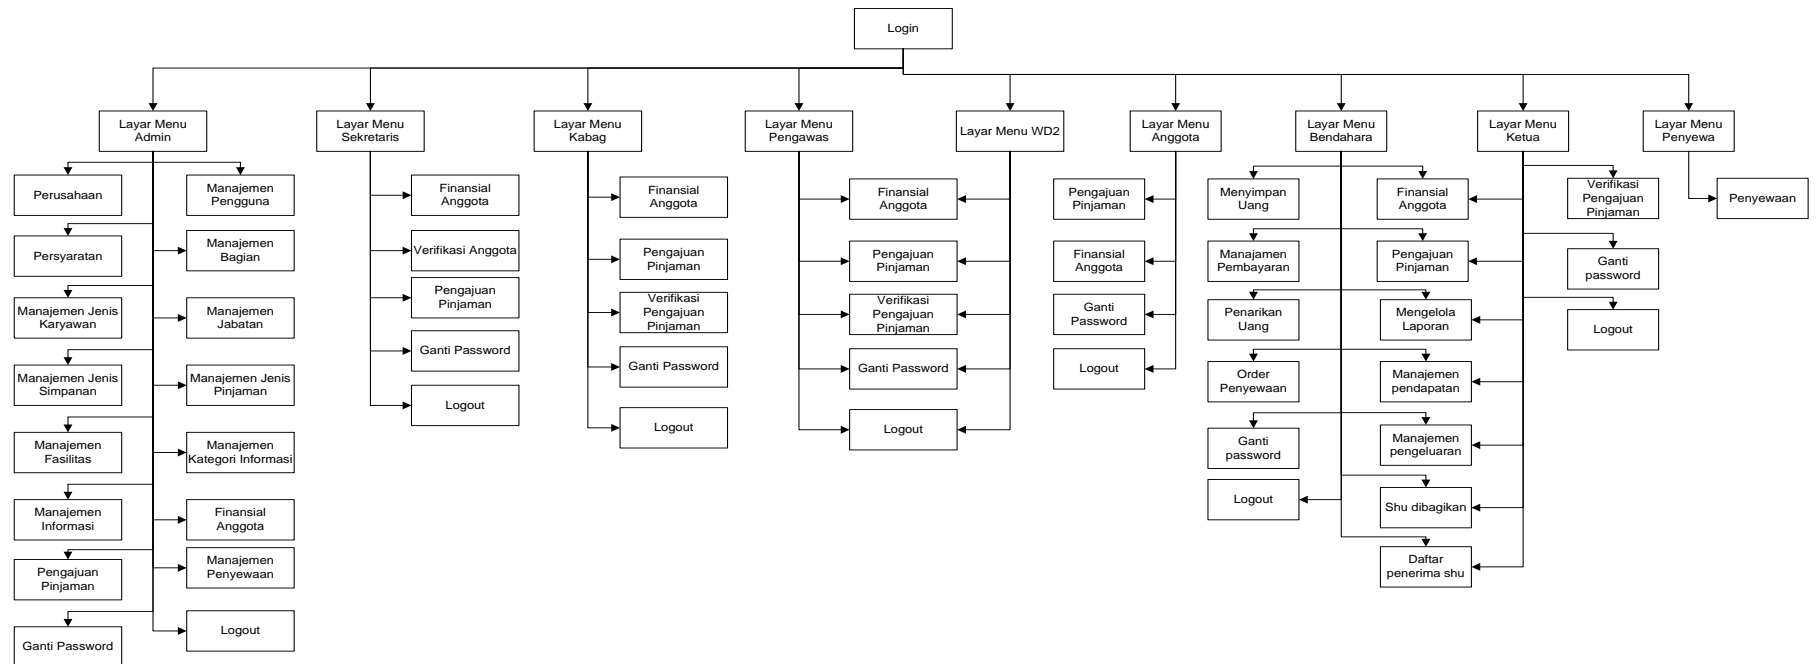 Login
Layar Menu
Admin
Layar Menu
Sekretaris
Layar Menu
Kabag
Layar Menu
Pengawas
Layar Menu WD2
Layar Menu
Anggota
Layar Menu
Bendahara
Layar Menu
Ketua
Layar Menu
Penyewa
Perusahaan
Manajemen
Pengguna
Persyaratan
Manajemen
Bagian
Manajemen Jenis
Karyawan
Manajemen
Jabatan
Manajemen Jenis
Simpanan
Manajemen Jenis
Pinjaman
Manajemen
Fasilitas
Manajemen
Kategori Informasi
Manajemen
Informasi
Finansial
Anggota
Pengajuan
Pinjaman
Manajemen
Penyewaan
Ganti Password
Logout
Finansial
Anggota
Verifikasi Anggota
Pengajuan
Pinjaman
Ganti Password
Logout
Finansial
Anggota
Pengajuan
Pinjaman
Verifikasi
Pengajuan
Pinjaman
Ganti Password
Logout
Finansial
Anggota
Pengajuan
Pinjaman
Verifikasi
Pengajuan
Pinjaman
Ganti Password
Logout
Pengajuan
Pinjaman
Finansial
Anggota
Ganti
Password
Logout
Menyimpan
Uang
Finansial
Anggota
Manajamen
Pembayaran
Pengajuan
Pinjaman
Penarikan
Uang
Mengelola
Laporan
Order
Penyewaan
Manajemen
pendapatan
Ganti
password
Manajemen
pengeluaran
Logout
Shu dibagikan
Daftar
penerima shu
Verifikasi
Pengajuan
Pinjaman
Ganti
password
Logout
Penyewaan